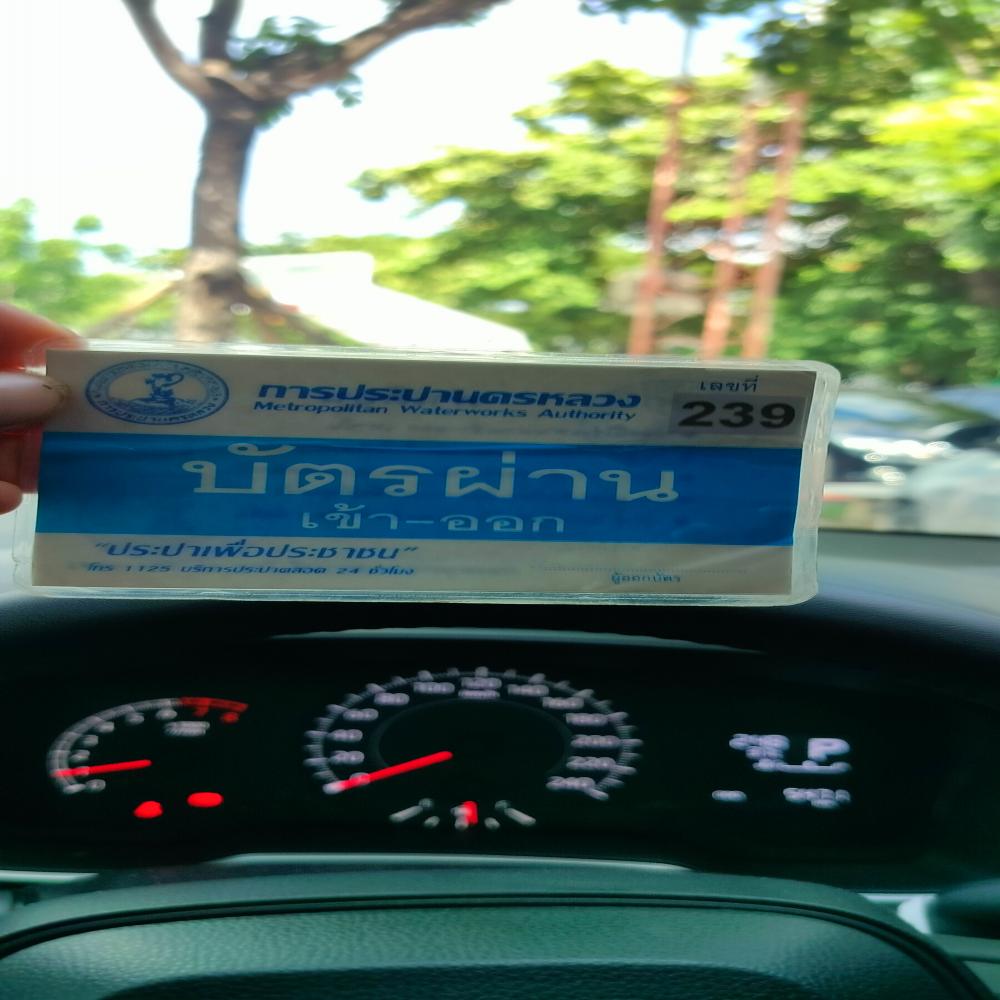 การประปานครหลวง
Metropolitan Waterworks Authority
เลขที่
239
บัตรผ่าน
เข้า-ออก
"ประปาเพื่อประชาชน"
โทร 1125 บริการประปาตลอด 24 ชั่วโมง
ผู้ออกบัตร
P